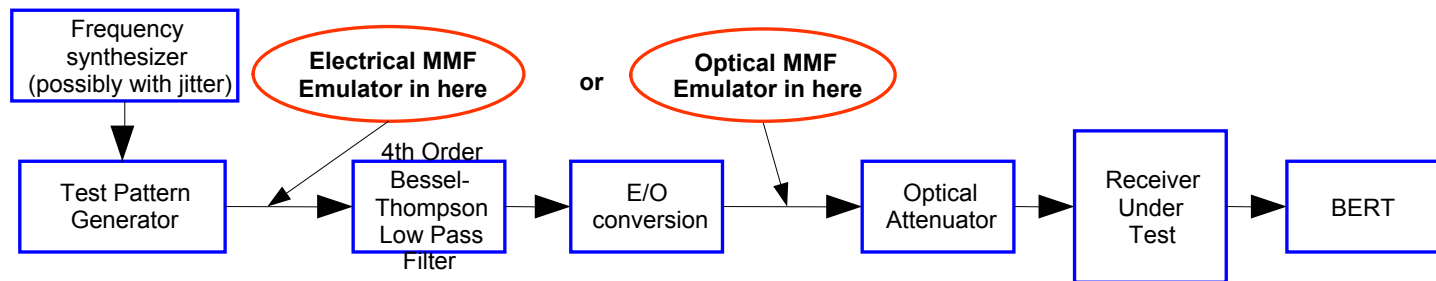 Frequency
synthesizer
(possibly with jitter)
Electrical MMF
Emulator in here
or
Optical MMF
Emulator in here
Test Pattern
Generator
4th Order
Bessel-
Thompson
Low Pass
Filter
E/O
conversion
Optical
Attenuator
Receiver
Under
Test
BERT